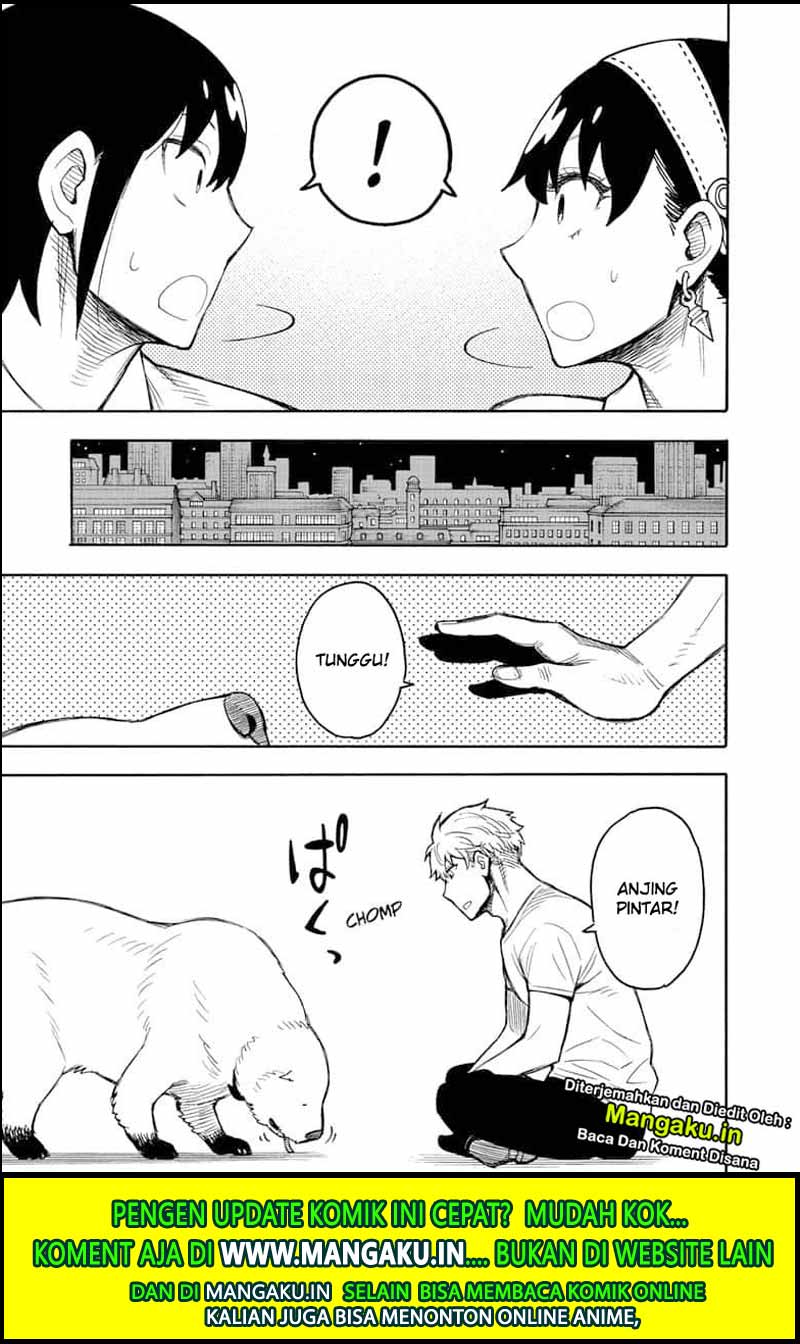 !
TUNGGU!
ANJING
PINTAR!
ぱくっ
CHOMP
Diterjemahkan dan Diedit Oleh :
Mangaku.in
Baca Dan Koment Disana
PENGEN UPDATE KOMIK INI CEPAT? MUDAH KOK...
KOMENT AJA DI WWW.MANGAKU.IN.... BUKAN DI WEBSITE LAIN
DAN DI MANGAKU.IN SELAIN BISA MEMBACA KOMIK ONLINE
KALIAN JUGA BISA MENONTON ONLINE ANIME,